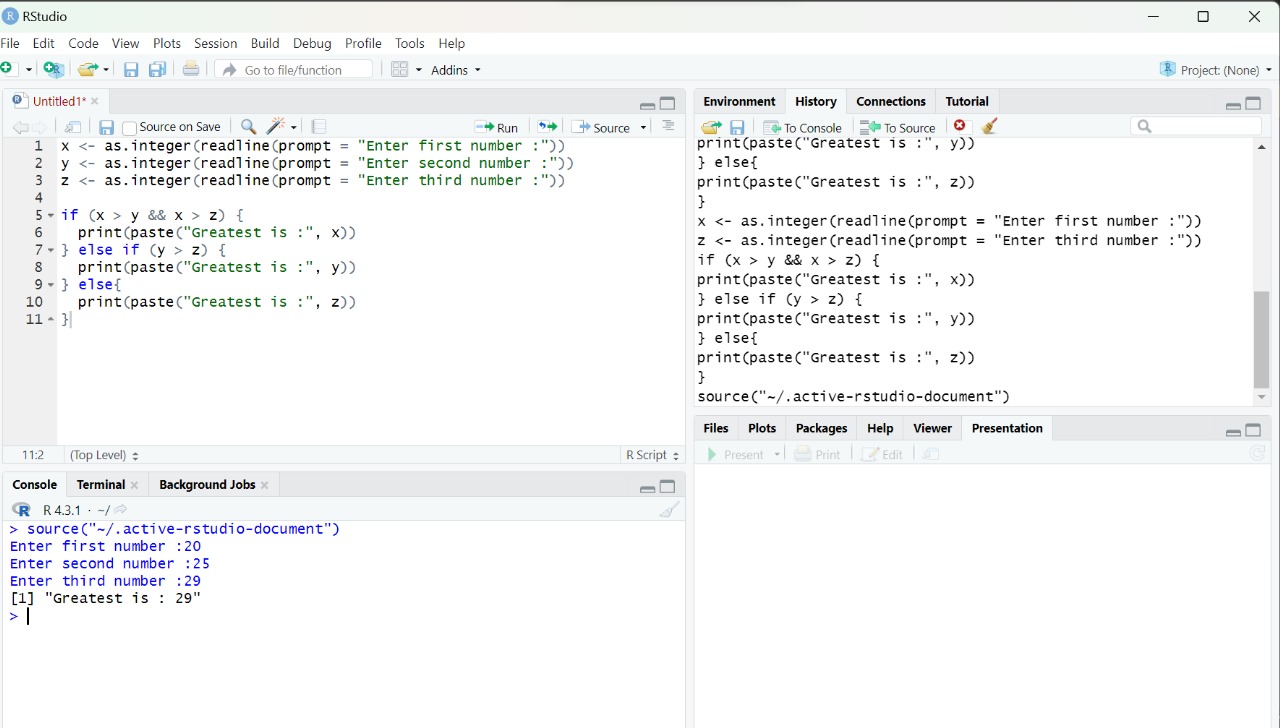 RStudio
File Edit Code View Plots Session Build Debug Profile Tools Help
Go to file/function Addins Project: (None)
Untitled1*
Source on Save Run Source
1 x <- as.integer(readline(prompt = "Enter first number :"))
2 y <- as.integer(readline(prompt = "Enter second number :"))
3 z <- as.integer(readline(prompt = "Enter third number :"))
4
5 if (x > y && x > z) {
6 print(paste("Greatest is :", x))
7 } else if (y > z) {
8 print(paste("Greatest is :", y))
9 } else{
10 print(paste("Greatest is :", z))
11 }
11:2 (Top Level) R Script
Console Terminal Background Jobs
R 4.3.1 · ~/
> source("~/.active-rstudio-document")
Enter first number :20
Enter second number :25
Enter third number :29
[1] "Greatest is : 29"
>
Environment History Connections Tutorial
To Console To Source
print(paste("Greatest is :", y))
} else{
print(paste("Greatest is :", z))
}
x <- as.integer(readline(prompt = "Enter first number :"))
z <- as.integer(readline(prompt = "Enter third number :"))
if (x > y && x > z) {
print(paste("Greatest is :", x))
} else if (y > z) {
print(paste("Greatest is :", y))
} else{
print(paste("Greatest is :", z))
}
source("~/.active-rstudio-document")
Files Plots Packages Help Viewer Presentation
Present Print Edit